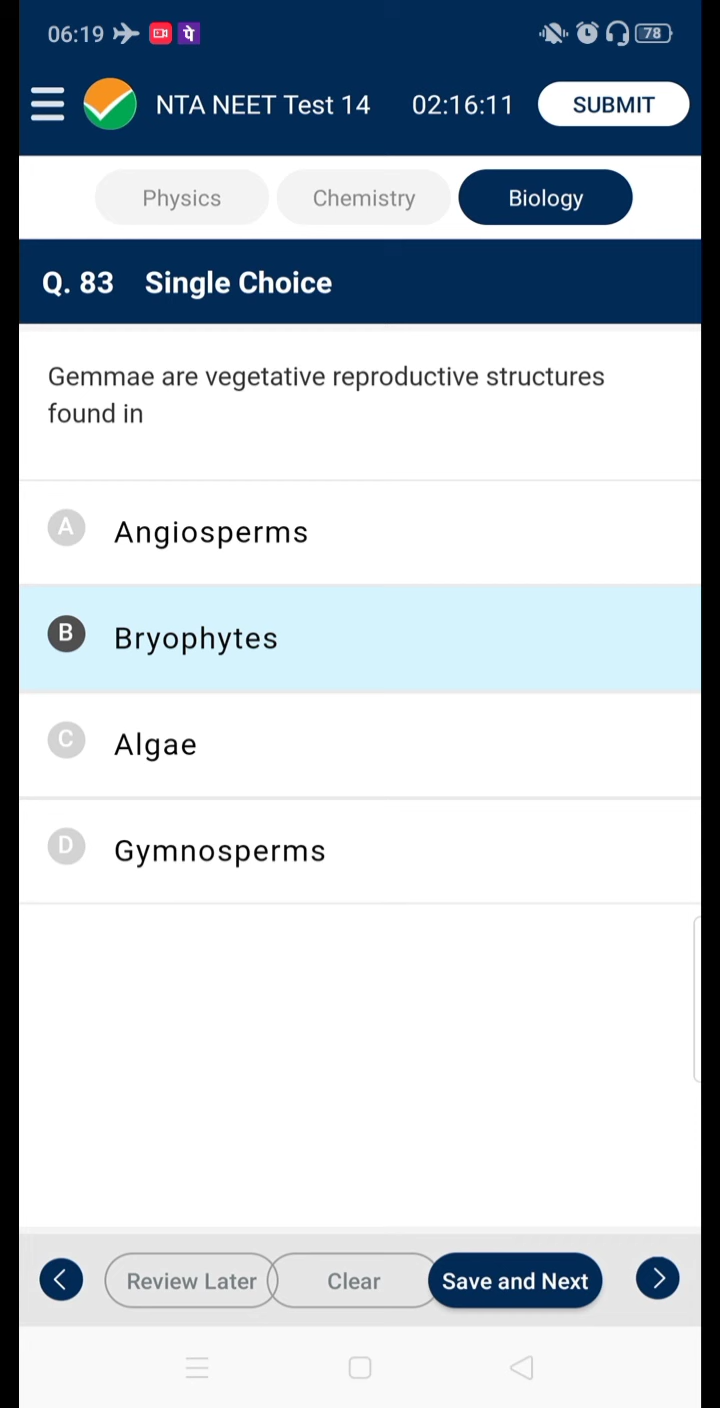 06:19 पे 78
NTA NEET Test 14 02:16:11 SUBMIT
Physics Chemistry Biology
Q. 83 Single Choice
Gemmae are vegetative reproductive structures
found in
A Angiosperms
B Bryophytes
C Algae
D Gymnosperms
Review Later Clear Save and Next